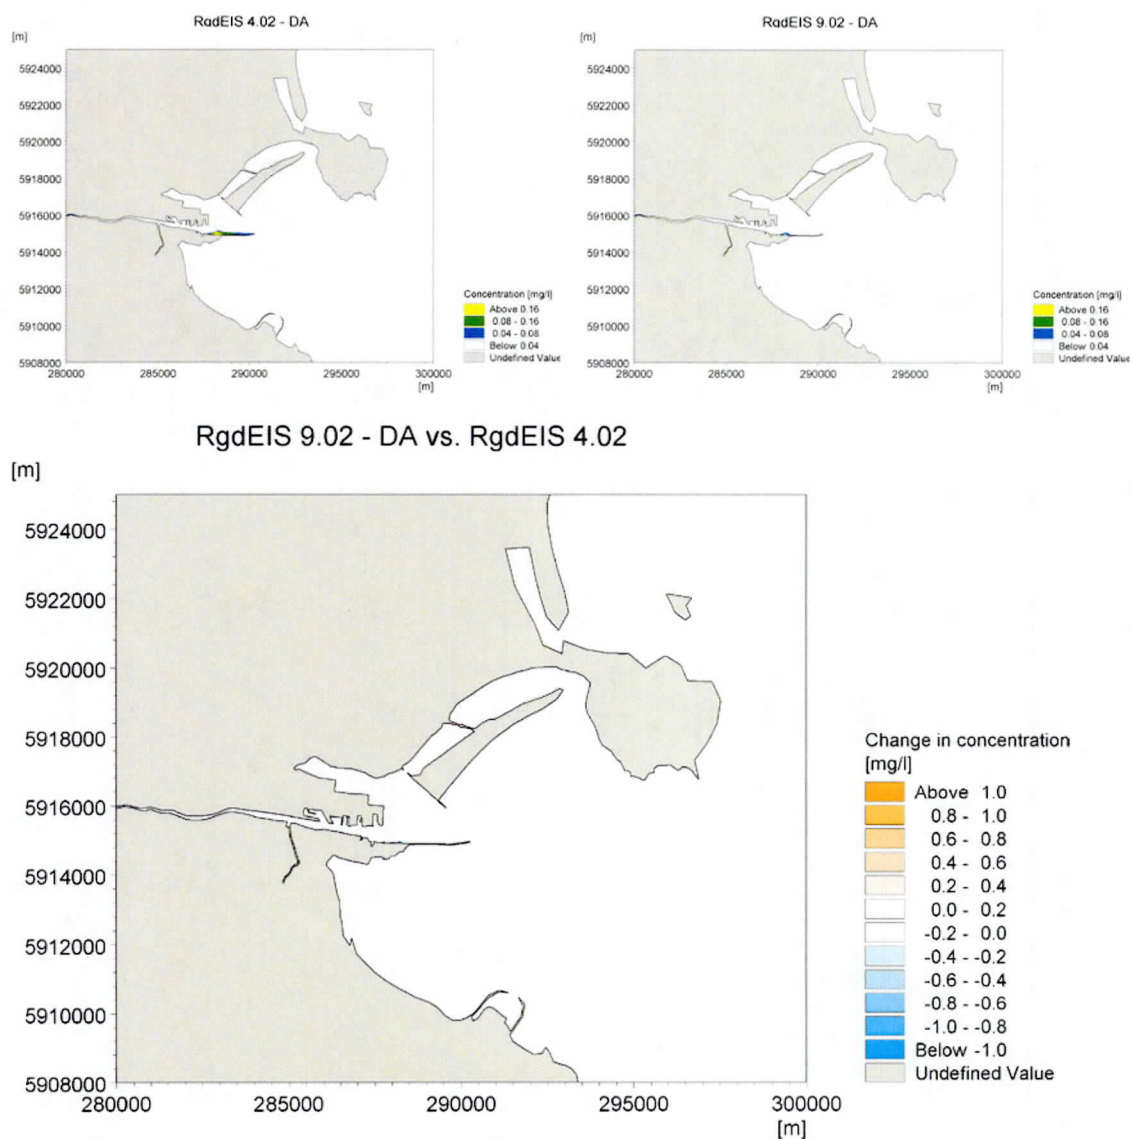 RgdEIS 4.02 - DA
[m]
5924000
5922000
5920000
5918000
5916000
5914000
5912000
5910000
5908000
280000 285000 290000 295000 300000
[m]
Concentration [mg/l]
Above 0.16
0.08 - 0.16
0.04 - 0.08
Below 0.04
Undefined Value
RgdEIS 9.02 - DA
[m]
5924000
5922000
5920000
5918000
5916000
5914000
5912000
5910000
5908000
280000 285000 290000 295000 300000
[m]
Concentration [mg/l]
Above 0.16
0.08 - 0.16
0.04 - 0.08
Below 0.04
Undefined Value
RgdEIS 9.02 - DA vs. RgdEIS 4.02
[m]
5924000
5922000
5920000
5918000
5916000
5914000
5912000
5910000
5908000
280000 285000 290000 295000 300000
[m]
Change in concentration
[mg/l]
Above 1.0
0.8 - 1.0
0.6 - 0.8
0.4 - 0.6
0.2 - 0.4
0.0 - 0.2
-0.2 - 0.0
-0.4 - -0.2
-0.6 - -0.4
-0.8 - -0.6
-1.0 - -0.8
Below -1.0
Undefined Value